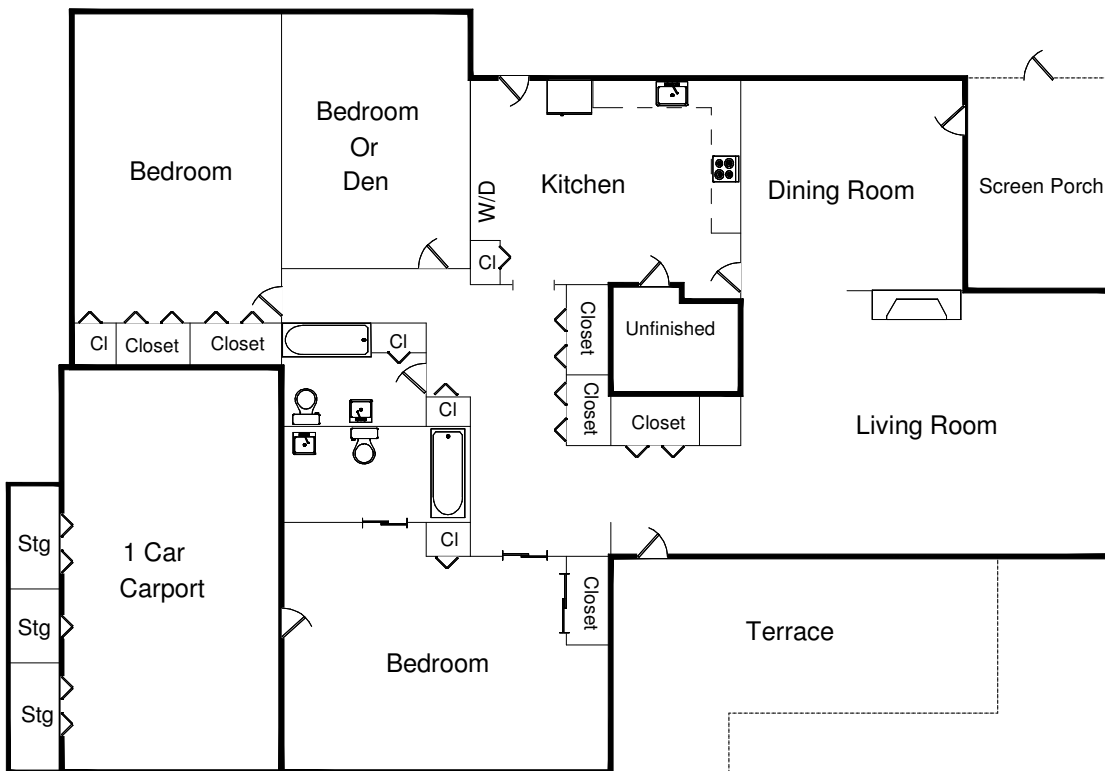 Bedroom
Or
Den
Bedroom
Kitchen
W/D
Dining Room
Screen Porch
Cl
Unfinished
Closet
Cl
Closet
Closet
Cl
Closet
Cl
Closet
Living Room
Stg
1 Car
Carport
Cl
Closet
Stg
Terrace
Bedroom
Stg